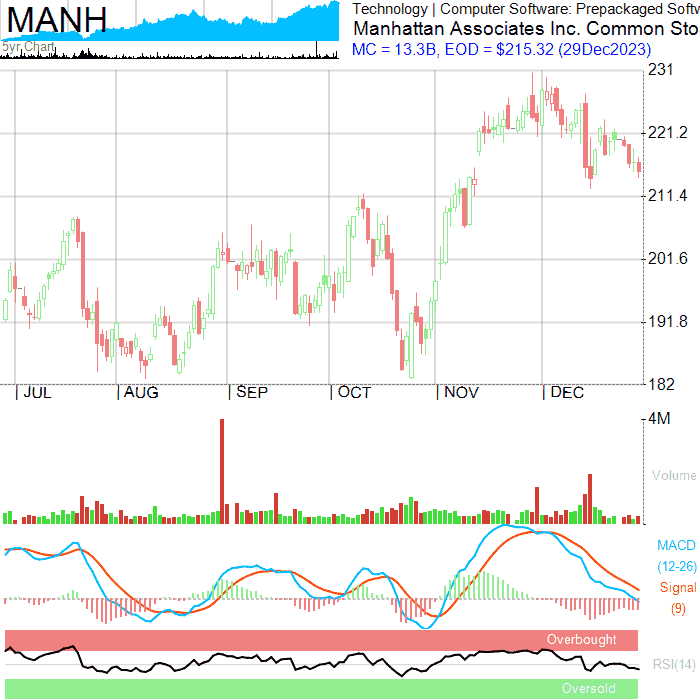 MANH
5yr Chart
Technology | Computer Software: Prepackaged Softw
Manhattan Associates Inc. Common Sto
MC = 13.3B, EOD = $215.32 (29Dec2023)
231
221.2
211.4
201.6
191.8
182
JUL AUG SEP OCT NOV DEC
4M
Volume
MACD
(12-26)
Signal
(9)
Overbought
RSI(14)
Oversold